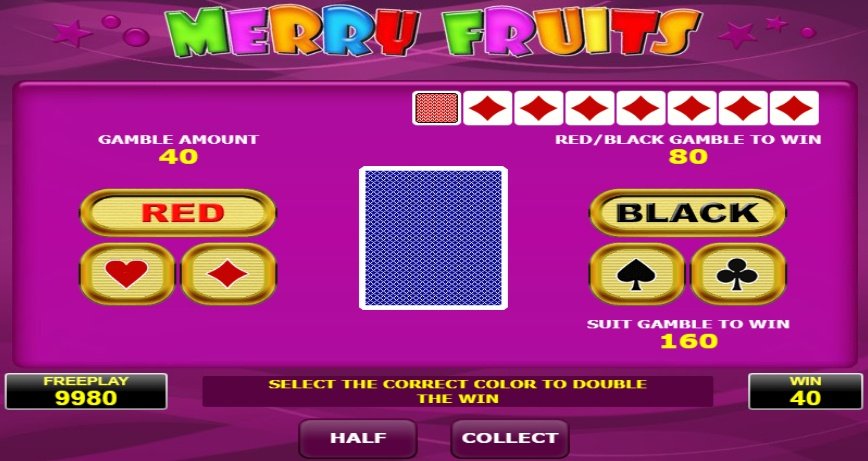 MERRY FRUITS
GAMBLE AMOUNT
40
RED/BLACK GAMBLE TO WIN
80
RED
BLACK
SUIT GAMBLE TO WIN
160
FREEPLAY
9980
SELECT THE CORRECT COLOR TO DOUBLE
THE WIN
WIN
40
HALF
COLLECT